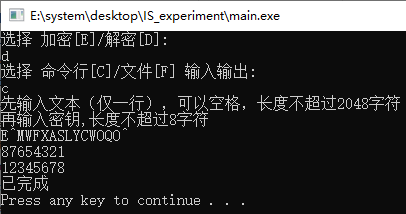 E:\system\desktop\IS_experiment\main.exe
选择 加密[E]/解密[D]:
d
选择 命令行[C]/文件[F] 输入输出:
c
先输入文本（仅一行），可以空格，长度不超过2048字符
再输入密钥,长度不超过8字符
E^MWFXASLYCWOQO^
87654321
12345678
已完成
Press any key to continue . . .